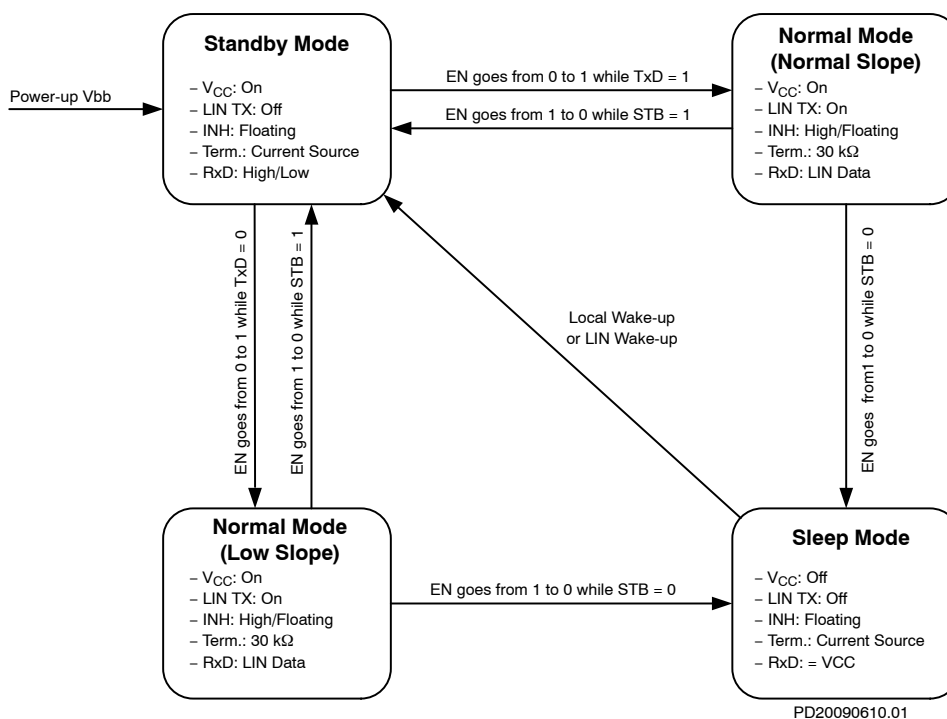 Standby Mode
– VCC: On
– LIN TX: Off
– INH: Floating
– Term.: Current Source
– RxD: High/Low
Power-up Vbb
EN goes from 0 to 1 while TxD = 1
EN goes from 1 to 0 while STB = 1
Normal Mode
(Normal Slope)
– VCC: On
– LIN TX: On
– INH: High/Floating
– Term.: 30 kΩ
– RxD: LIN Data
EN goes from 0 to 1 while TxD = 0
EN goes from 1 to 0 while STB = 1
Local Wake-up
or LIN Wake-up
EN goes from1 to 0 while STB = 0
Normal Mode
(Low Slope)
– VCC: On
– LIN TX: On
– INH: High/Floating
– Term.: 30 kΩ
– RxD: LIN Data
EN goes from 1 to 0 while STB = 0
Sleep Mode
– VCC: Off
– LIN TX: Off
– INH: Floating
– Term.: Current Source
– RxD: = VCC
PD20090610.01